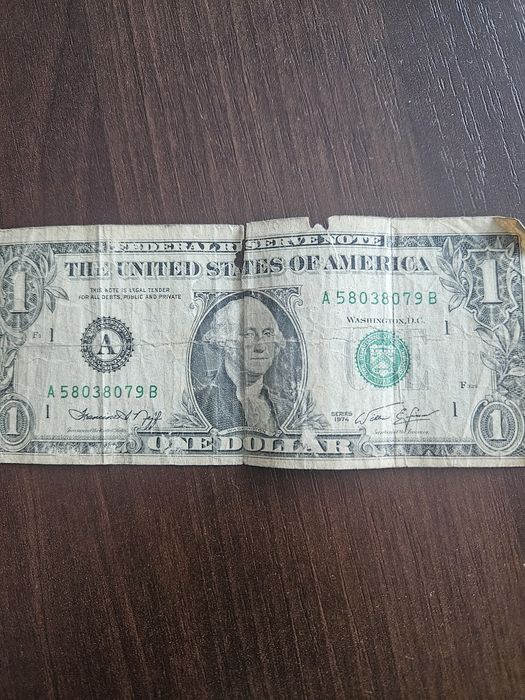 FEDERAL RESERVE NOTE
THE UNITED STATES OF AMERICA
THIS NOTE IS LEGAL TENDER
FOR ALL DEBTS, PUBLIC AND PRIVATE
A 58038079 B
WASHINGTON, D.C.
1
1
1
1
A
A 58038079 B
1
1
SERIES
1974
1
1
ONE DOLLAR